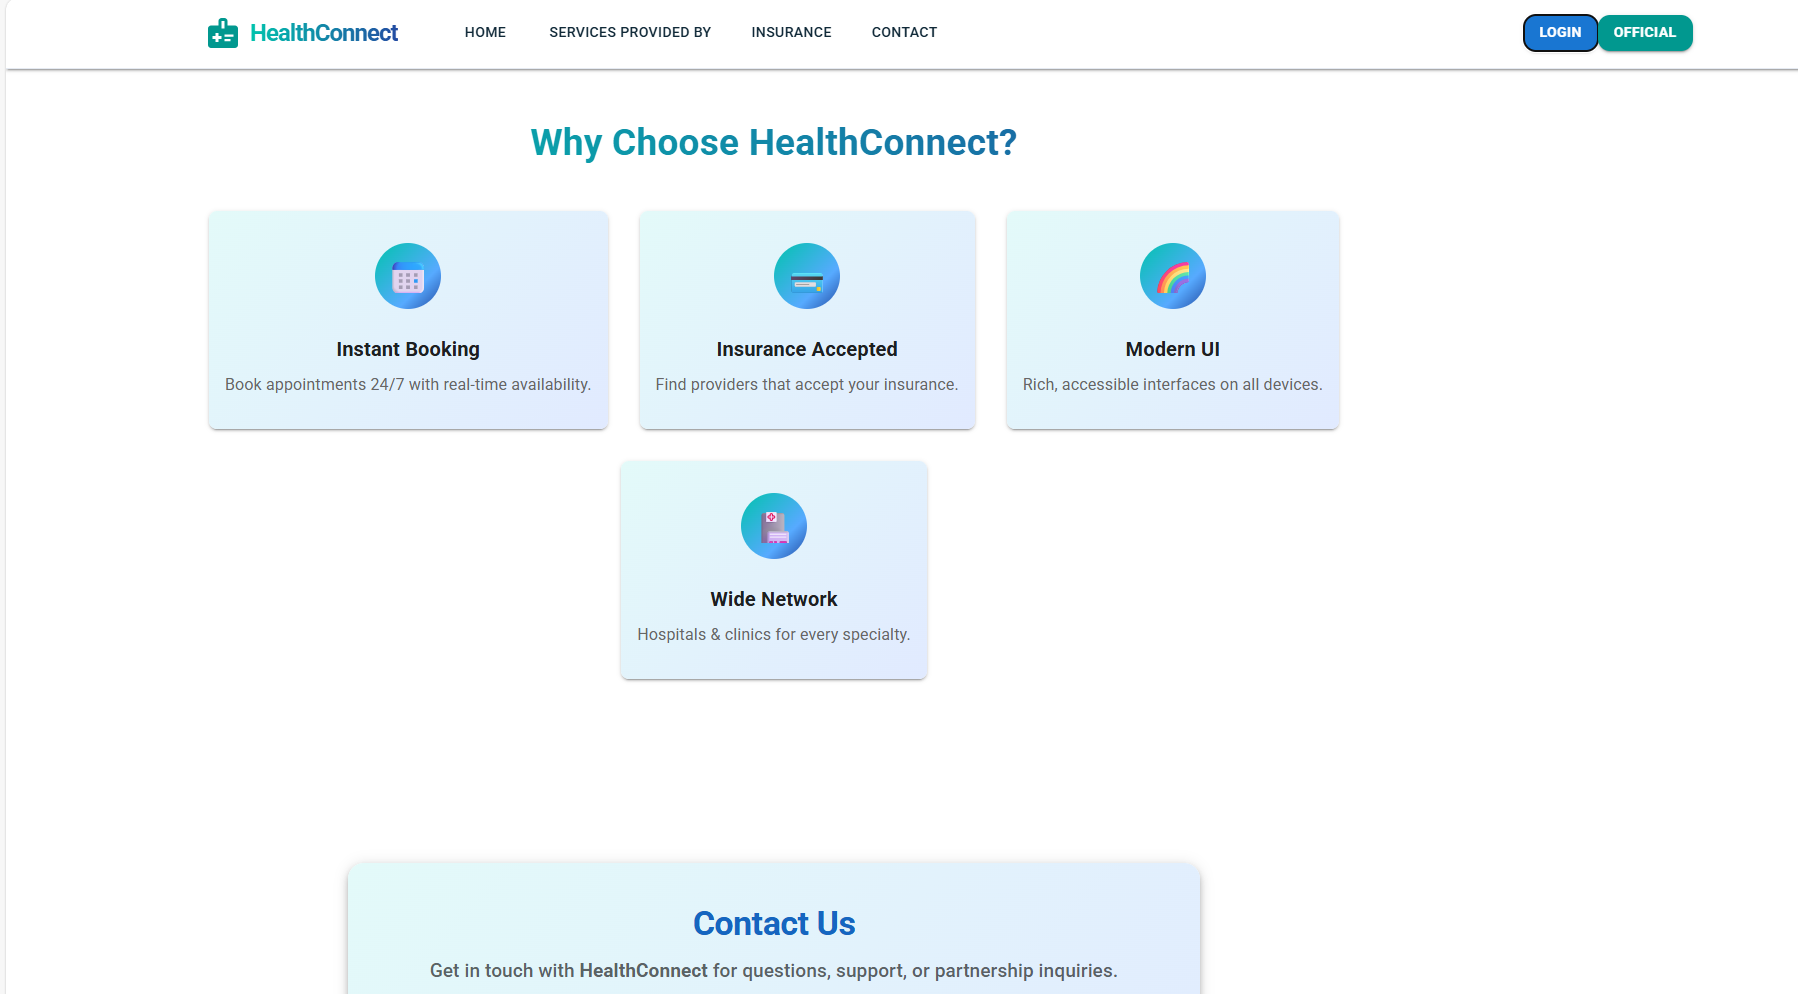 HealthConnect
HOME
SERVICES PROVIDED BY
INSURANCE
CONTACT
LOGIN
OFFICIAL
Why Choose HealthConnect?
Instant Booking
Book appointments 24/7 with real-time availability.
Insurance Accepted
Find providers that accept your insurance.
Modern UI
Rich, accessible interfaces on all devices.
Wide Network
Hospitals & clinics for every specialty.
Contact Us
Get in touch with HealthConnect for questions, support, or partnership inquiries.